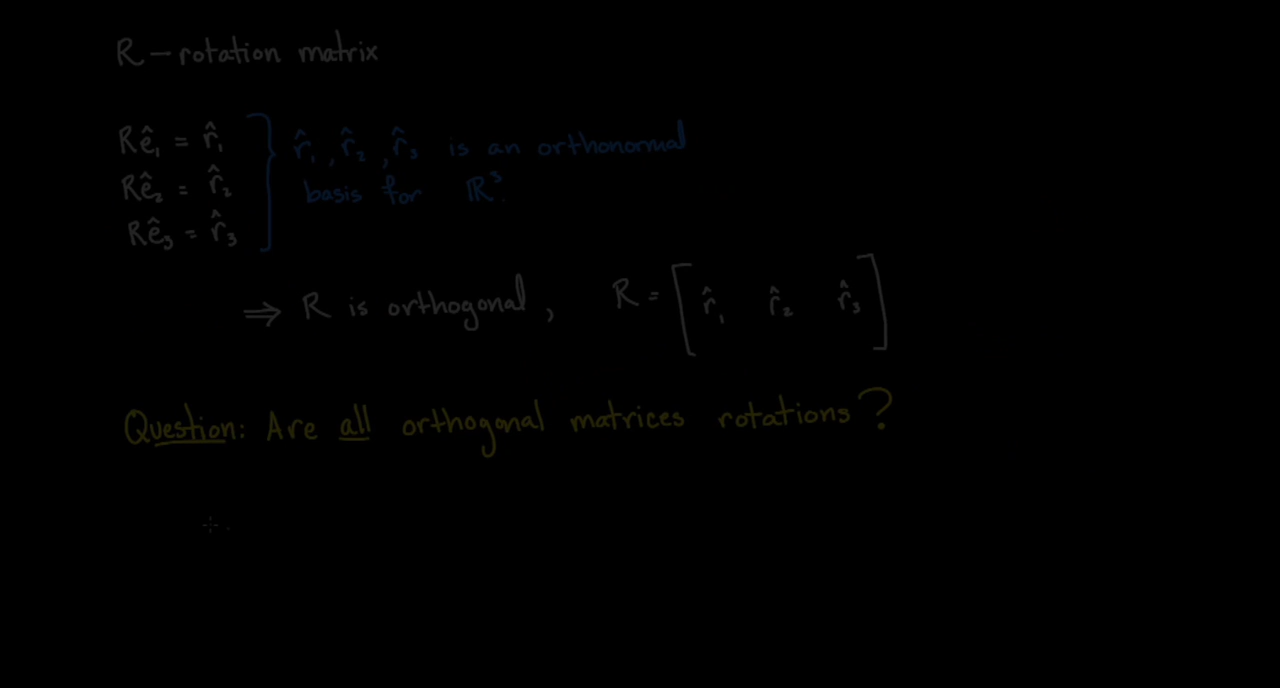 R – rotation matrix
Rê₁ = r̂₁
Rê₂ = r̂₂
Rê₃ = r̂₃
r̂₁, r̂₂, r̂₃ is an orthonormal
basis for ℝ³.
⇒ R is orthogonal, R = [r̂₁ r̂₂ r̂₃]
Question: Are all orthogonal matrices rotations?